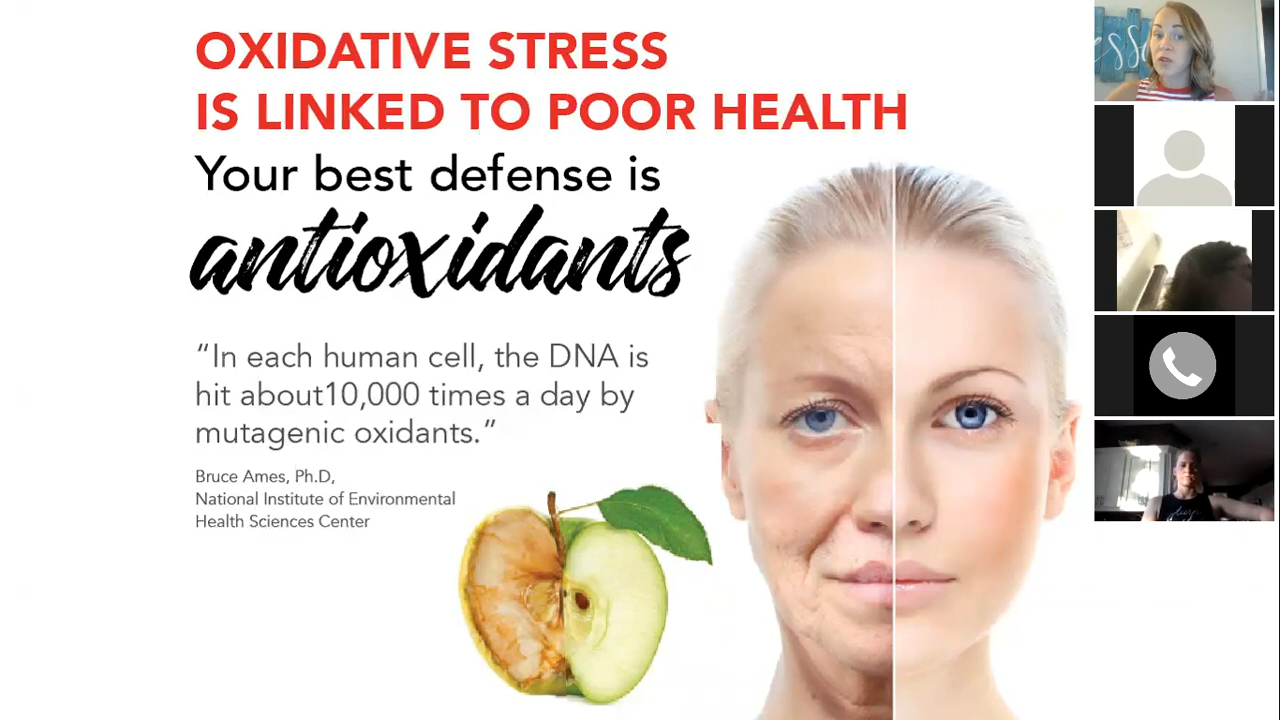 OXIDATIVE STRESS
IS LINKED TO POOR HEALTH
Your best defense is
antioxidants
“In each human cell, the DNA is
hit about10,000 times a day by
mutagenic oxidants.”
Bruce Ames, Ph.D,
National Institute of Environmental
Health Sciences Center